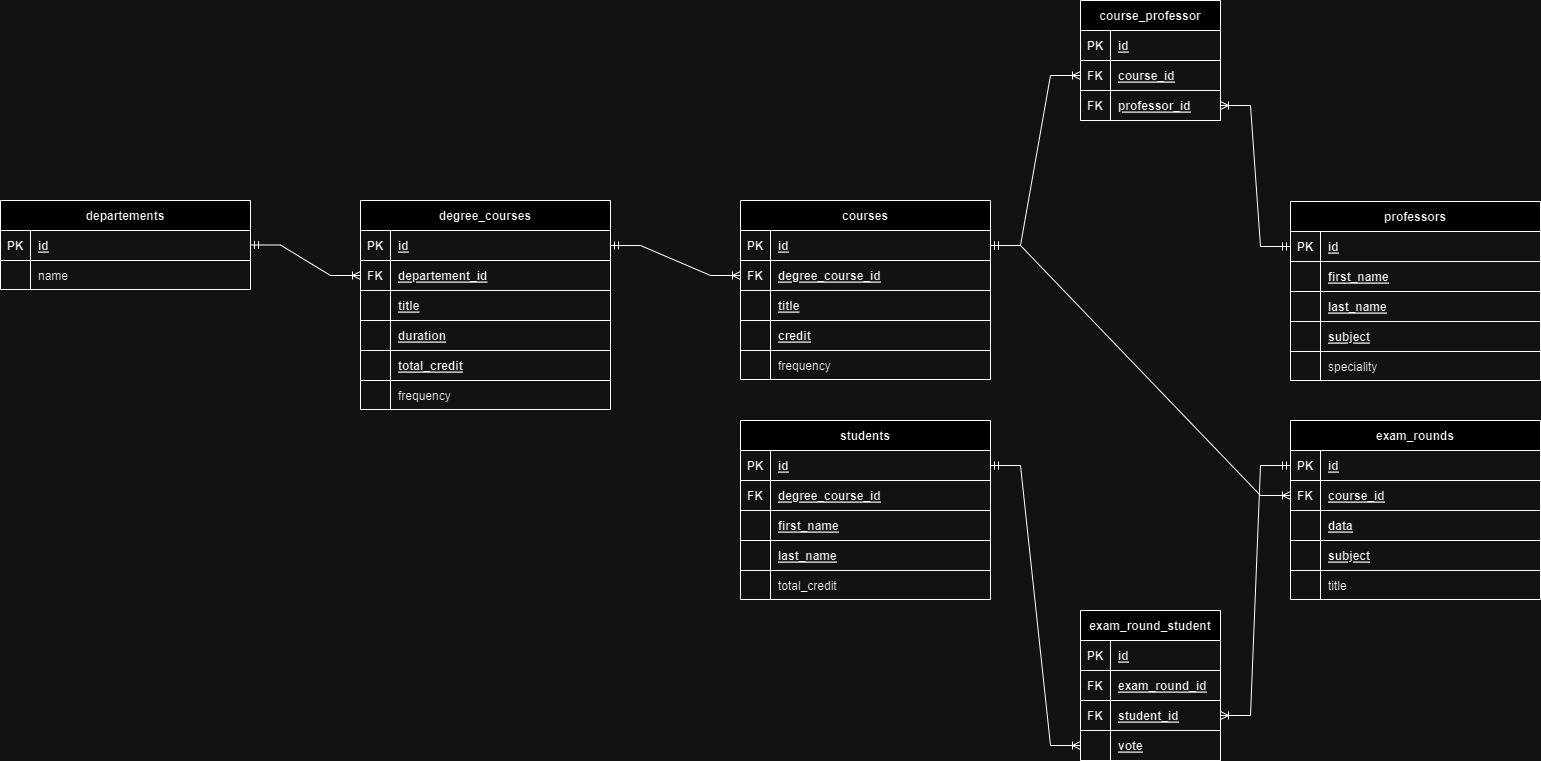 course_professor
PK id
FK course_id
FK professor_id
departements
PK id
name
degree_courses
PK id
FK departement_id
title
duration
total_credit
frequency
courses
PK id
FK degree_course_id
title
credit
frequency
professors
PK id
first_name
last_name
subject
speciality
students
PK id
FK degree_course_id
first_name
last_name
total_credit
exam_rounds
PK id
FK course_id
data
subject
title
exam_round_student
PK id
FK exam_round_id
FK student_id
vote